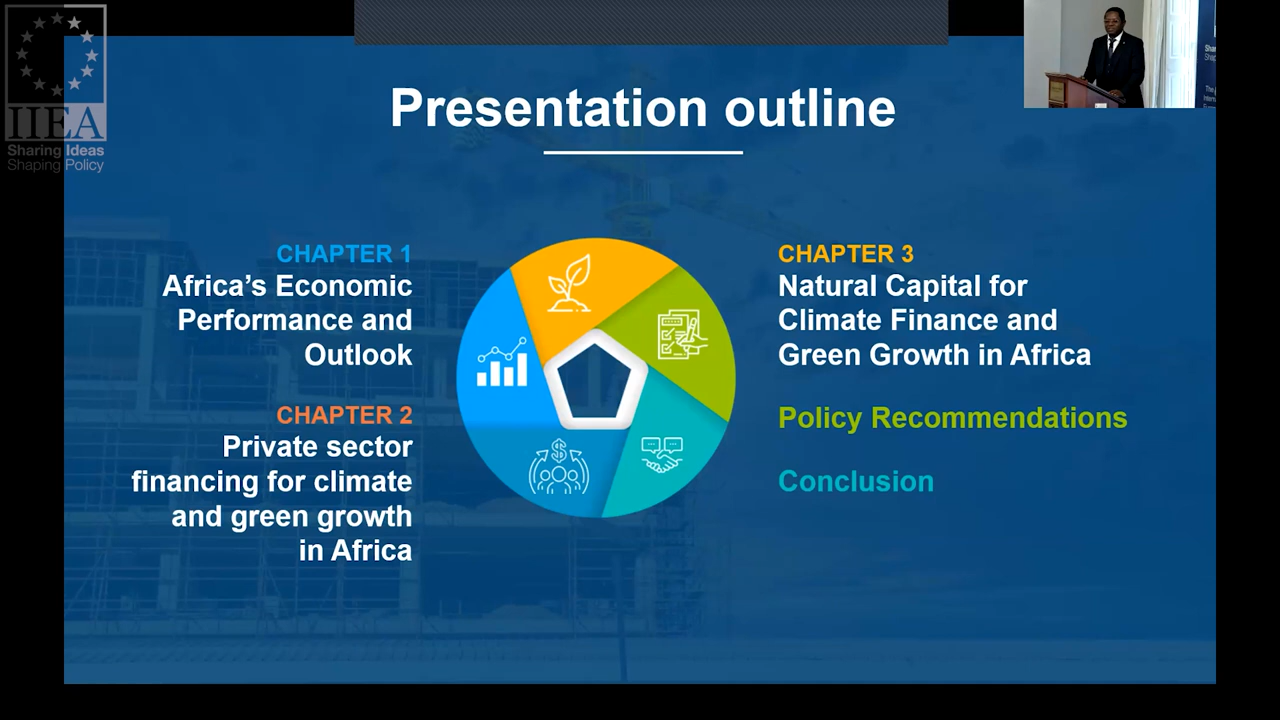 IIEA
Sharing Ideas
Shaping Policy
Presentation outline
CHAPTER 1
Africa's Economic
Performance and
Outlook
CHAPTER 2
Private sector
financing for climate
and green growth
in Africa
CHAPTER 3
Natural Capital for
Climate Finance and
Green Growth in Africa
Policy Recommendations
Conclusion